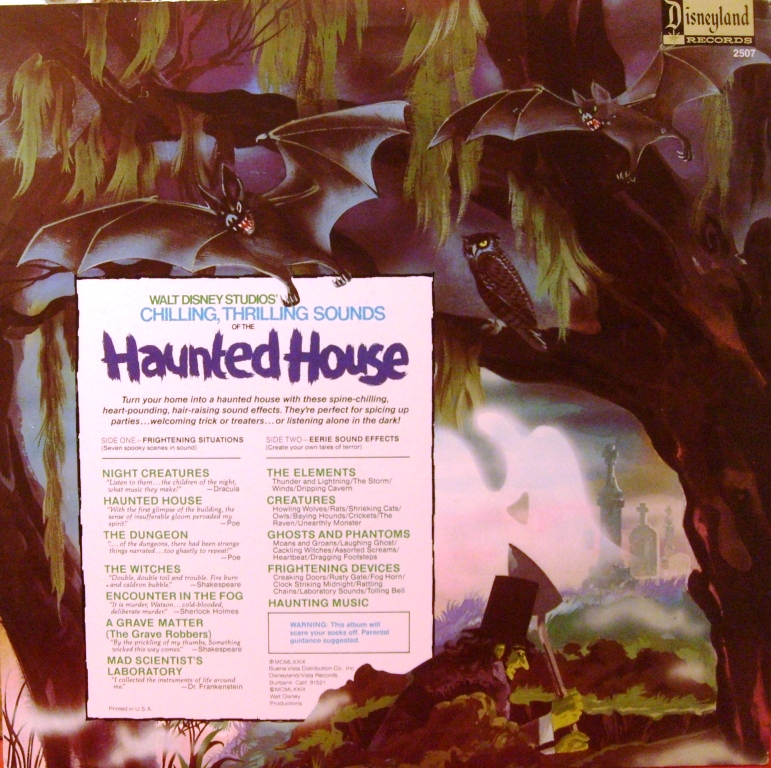 Disneyland
RECORDS
2507
WALT DISNEY STUDIOS'
CHILLING, THRILLING SOUNDS
OF THE
Haunted House
Turn your home into a haunted house with these spine-chilling,
heart-pounding, hair-raising sound effects. They're perfect for spicing up
parties...welcoming trick or treaters...or listening alone in the dark!
SIDE ONE—FRIGHTENING SITUATIONS
(Seven spooky scenes in sound)
NIGHT CREATURES
"Listen to them...the children of the night,
what music they make!" —Dracula
HAUNTED HOUSE
"With the first glimpse of the building, the
sense of insufferable gloom pervaded my
spirit." —Poe
THE DUNGEON
"...of the dungeons, there had been strange
things narrated...too ghastly to repeat!"
—Poe
THE WITCHES
"Double, double toil and trouble. Fire burn
and caldron bubble." —Shakespeare
ENCOUNTER IN THE FOG
"It is murder, Watson...cold-blooded,
deliberate murder." —Sherlock Holmes
A GRAVE MATTER
(The Grave Robbers)
"By the prickling of my thumbs, Something
wicked this way comes." —Shakespeare
MAD SCIENTIST'S
LABORATORY
"I collected the instruments of life around
me." —Dr. Frankenstein
Printed in U.S.A.
SIDE TWO—EERIE SOUND EFFECTS
(Create your own tales of terror)
THE ELEMENTS
Thunder and Lightning/The Storm/
Winds/Dripping Cavern
CREATURES
Howling Wolves/Rats/Shrieking Cats/
Owls/Baying Hounds/Crickets/The
Raven/Unearthly Monster
GHOSTS AND PHANTOMS
Moans and Groans/Laughing Ghost/
Cackling Witches/Assorted Screams/
Heartbeat/Dragging Footsteps
FRIGHTENING DEVICES
Creaking Doors/Rusty Gate/Fog Horn/
Clock Striking Midnight/Rattling
Chains/Laboratory Sounds/Tolling Bell
HAUNTING MUSIC
WARNING: This album will
scare your socks off. Parental
guidance suggested.
℗MCMLXXIX
Buena Vista Distribution Co., Inc.
Disneyland/Vista Records,
Burbank, Calif. 91521
©MCMLXXIX
Walt Disney
Productions